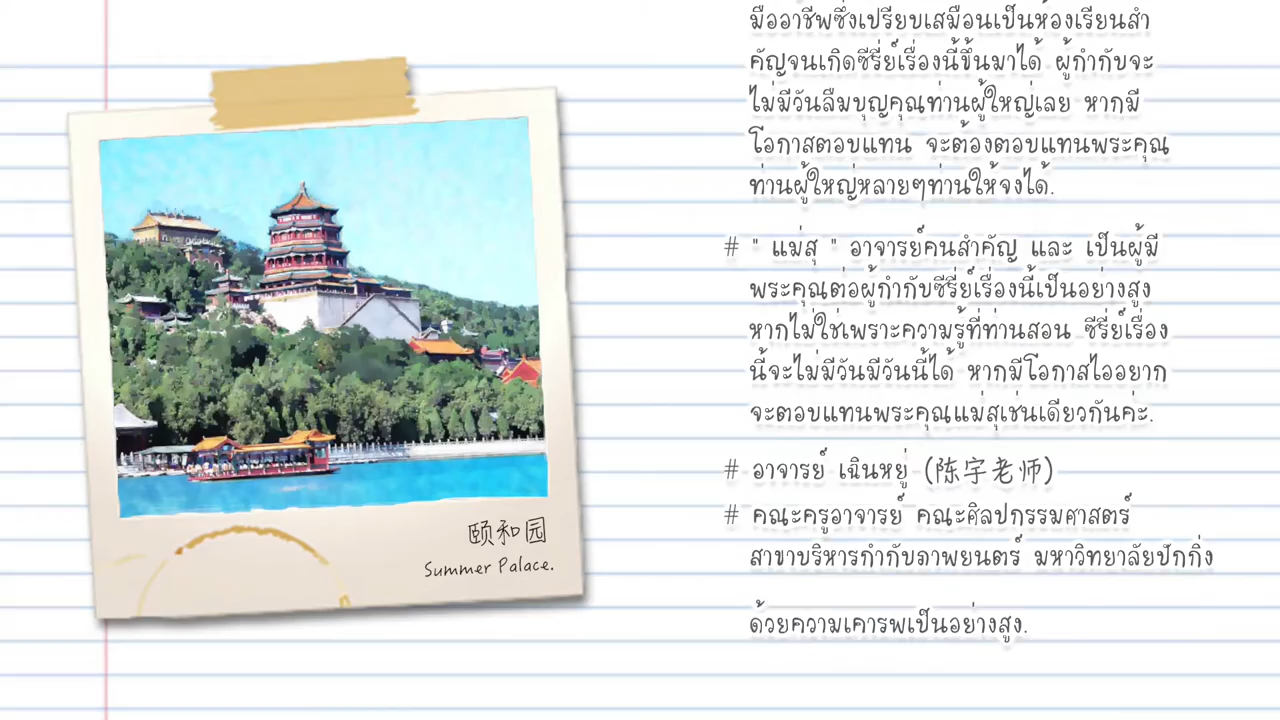 มืออาชีพซึ่งเปรียบเสมือนเป็นห้องเรียนสำ
คัญจนเกิดซีรี่ย์เรื่องนี้ขึ้นมาได้ ผู้กำกับจะ
ไม่มีวันลืมบุญคุณท่านผู้ใหญ่เลย หากมี
โอกาสตอบแทน จะต้องตอบแทนพระคุณ
ท่านผู้ใหญ่หลายๆท่านให้จงได้.
# " แม่สุ " อาจารย์คนสำคัญ และ เป็นผู้มี
พระคุณต่อผู้กำกับซีรี่ย์เรื่องนี้เป็นอย่างสูง
หากไม่ใช่เพราะความรู้ที่ท่านสอน ซีรี่ย์เรื่อง
นี้จะไม่มีวันมีวันนี้ได้ หากมีโอกาสไออยาก
จะตอบแทนพระคุณแม่สุเช่นเดียวกันค่ะ.
# อาจารย์ เฉินหยู่ (陈宇老师)
# คณะครูอาจารย์ คณะศิลปกรรมศาสตร์
สาขาบริหารกำกับภาพยนตร์ มหาวิทยาลัยปักกิ่ง
ด้วยความเคารพเป็นอย่างสูง.
颐和园
Summer Palace.